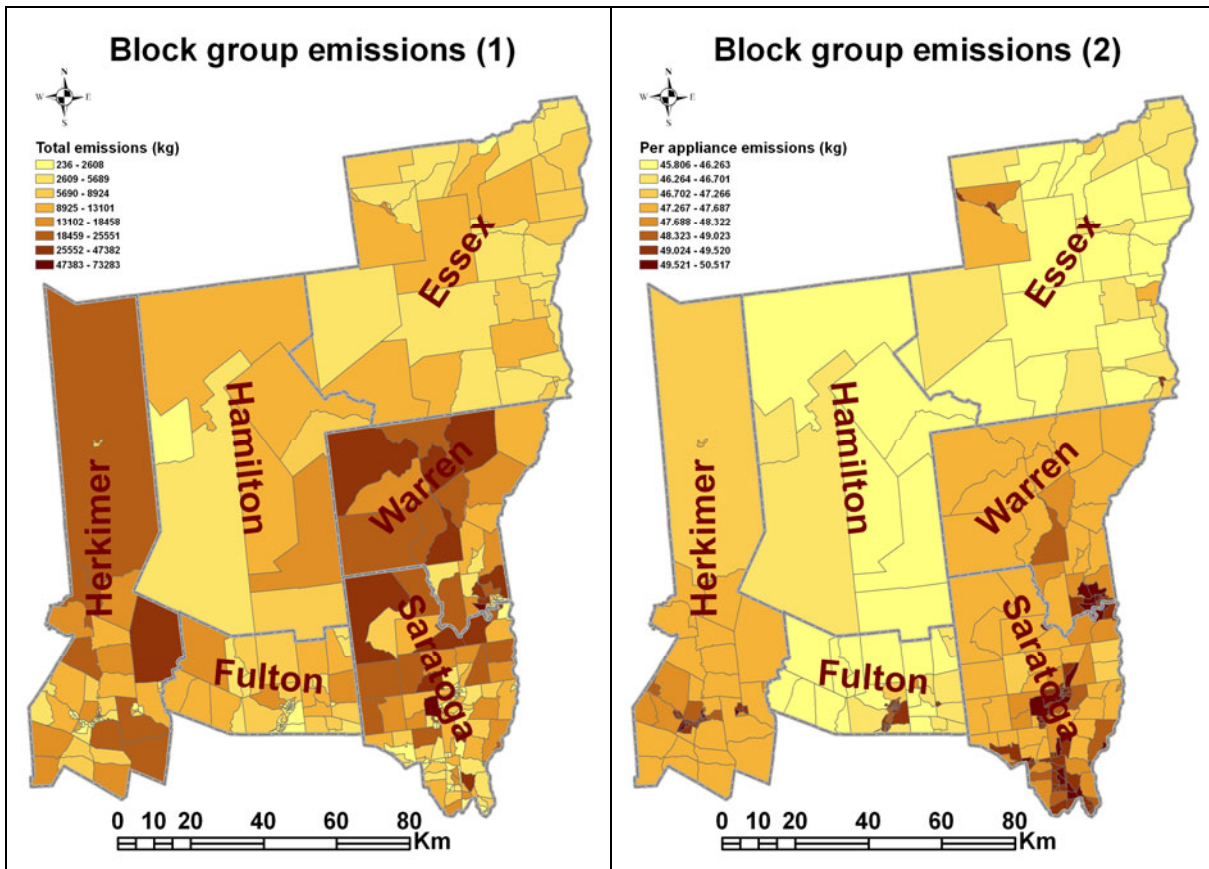 Block group emissions (1)
N
W E
S
Total emissions (kg)
236 - 2608
2609 - 5689
5690 - 8924
8925 - 13101
13102 - 18458
18459 - 25551
25552 - 47382
47383 - 73283
Essex
Hamilton
Herkimer
Warren
Saratoga
Fulton
0 10 20 40 60 80
Km
Block group emissions (2)
N
W E
S
Per appliance emissions (kg)
45.806 - 46.263
46.264 - 46.701
46.702 - 47.266
47.267 - 47.687
47.688 - 48.322
48.323 - 49.023
49.024 - 49.520
49.521 - 50.517
Essex
Hamilton
Herkimer
Warren
Saratoga
Fulton
0 10 20 40 60 80
Km